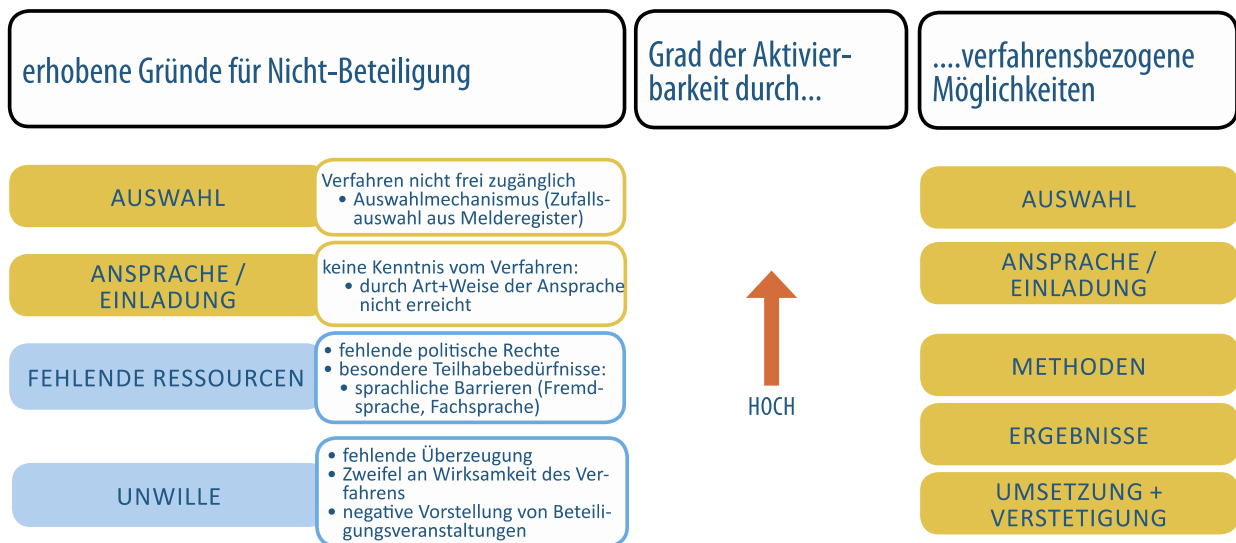 erhobene Gründe für Nicht-Beteiligung
Grad der Aktivier-
barkeit durch...
....verfahrensbezogene
Möglichkeiten
AUSWAHL
Verfahren nicht frei zugänglich
• Auswahlmechanismus (Zufalls-
auswahl aus Melderegister)
ANSPRACHE /
EINLADUNG
keine Kenntnis vom Verfahren:
• durch Art+Weise der Ansprache
nicht erreicht
FEHLENDE RESSOURCEN
• fehlende politische Rechte
• besondere Teilhabebedürfnisse:
• sprachliche Barrieren (Fremd-
sprache, Fachsprache)
UNWILLE
• fehlende Überzeugung
• Zweifel an Wirksamkeit des Ver-
fahrens
• negative Vorstellung von Beteili-
gungsveranstaltungen
HOCH
AUSWAHL
ANSPRACHE /
EINLADUNG
METHODEN
ERGEBNISSE
UMSETZUNG +
VERSTETIGUNG